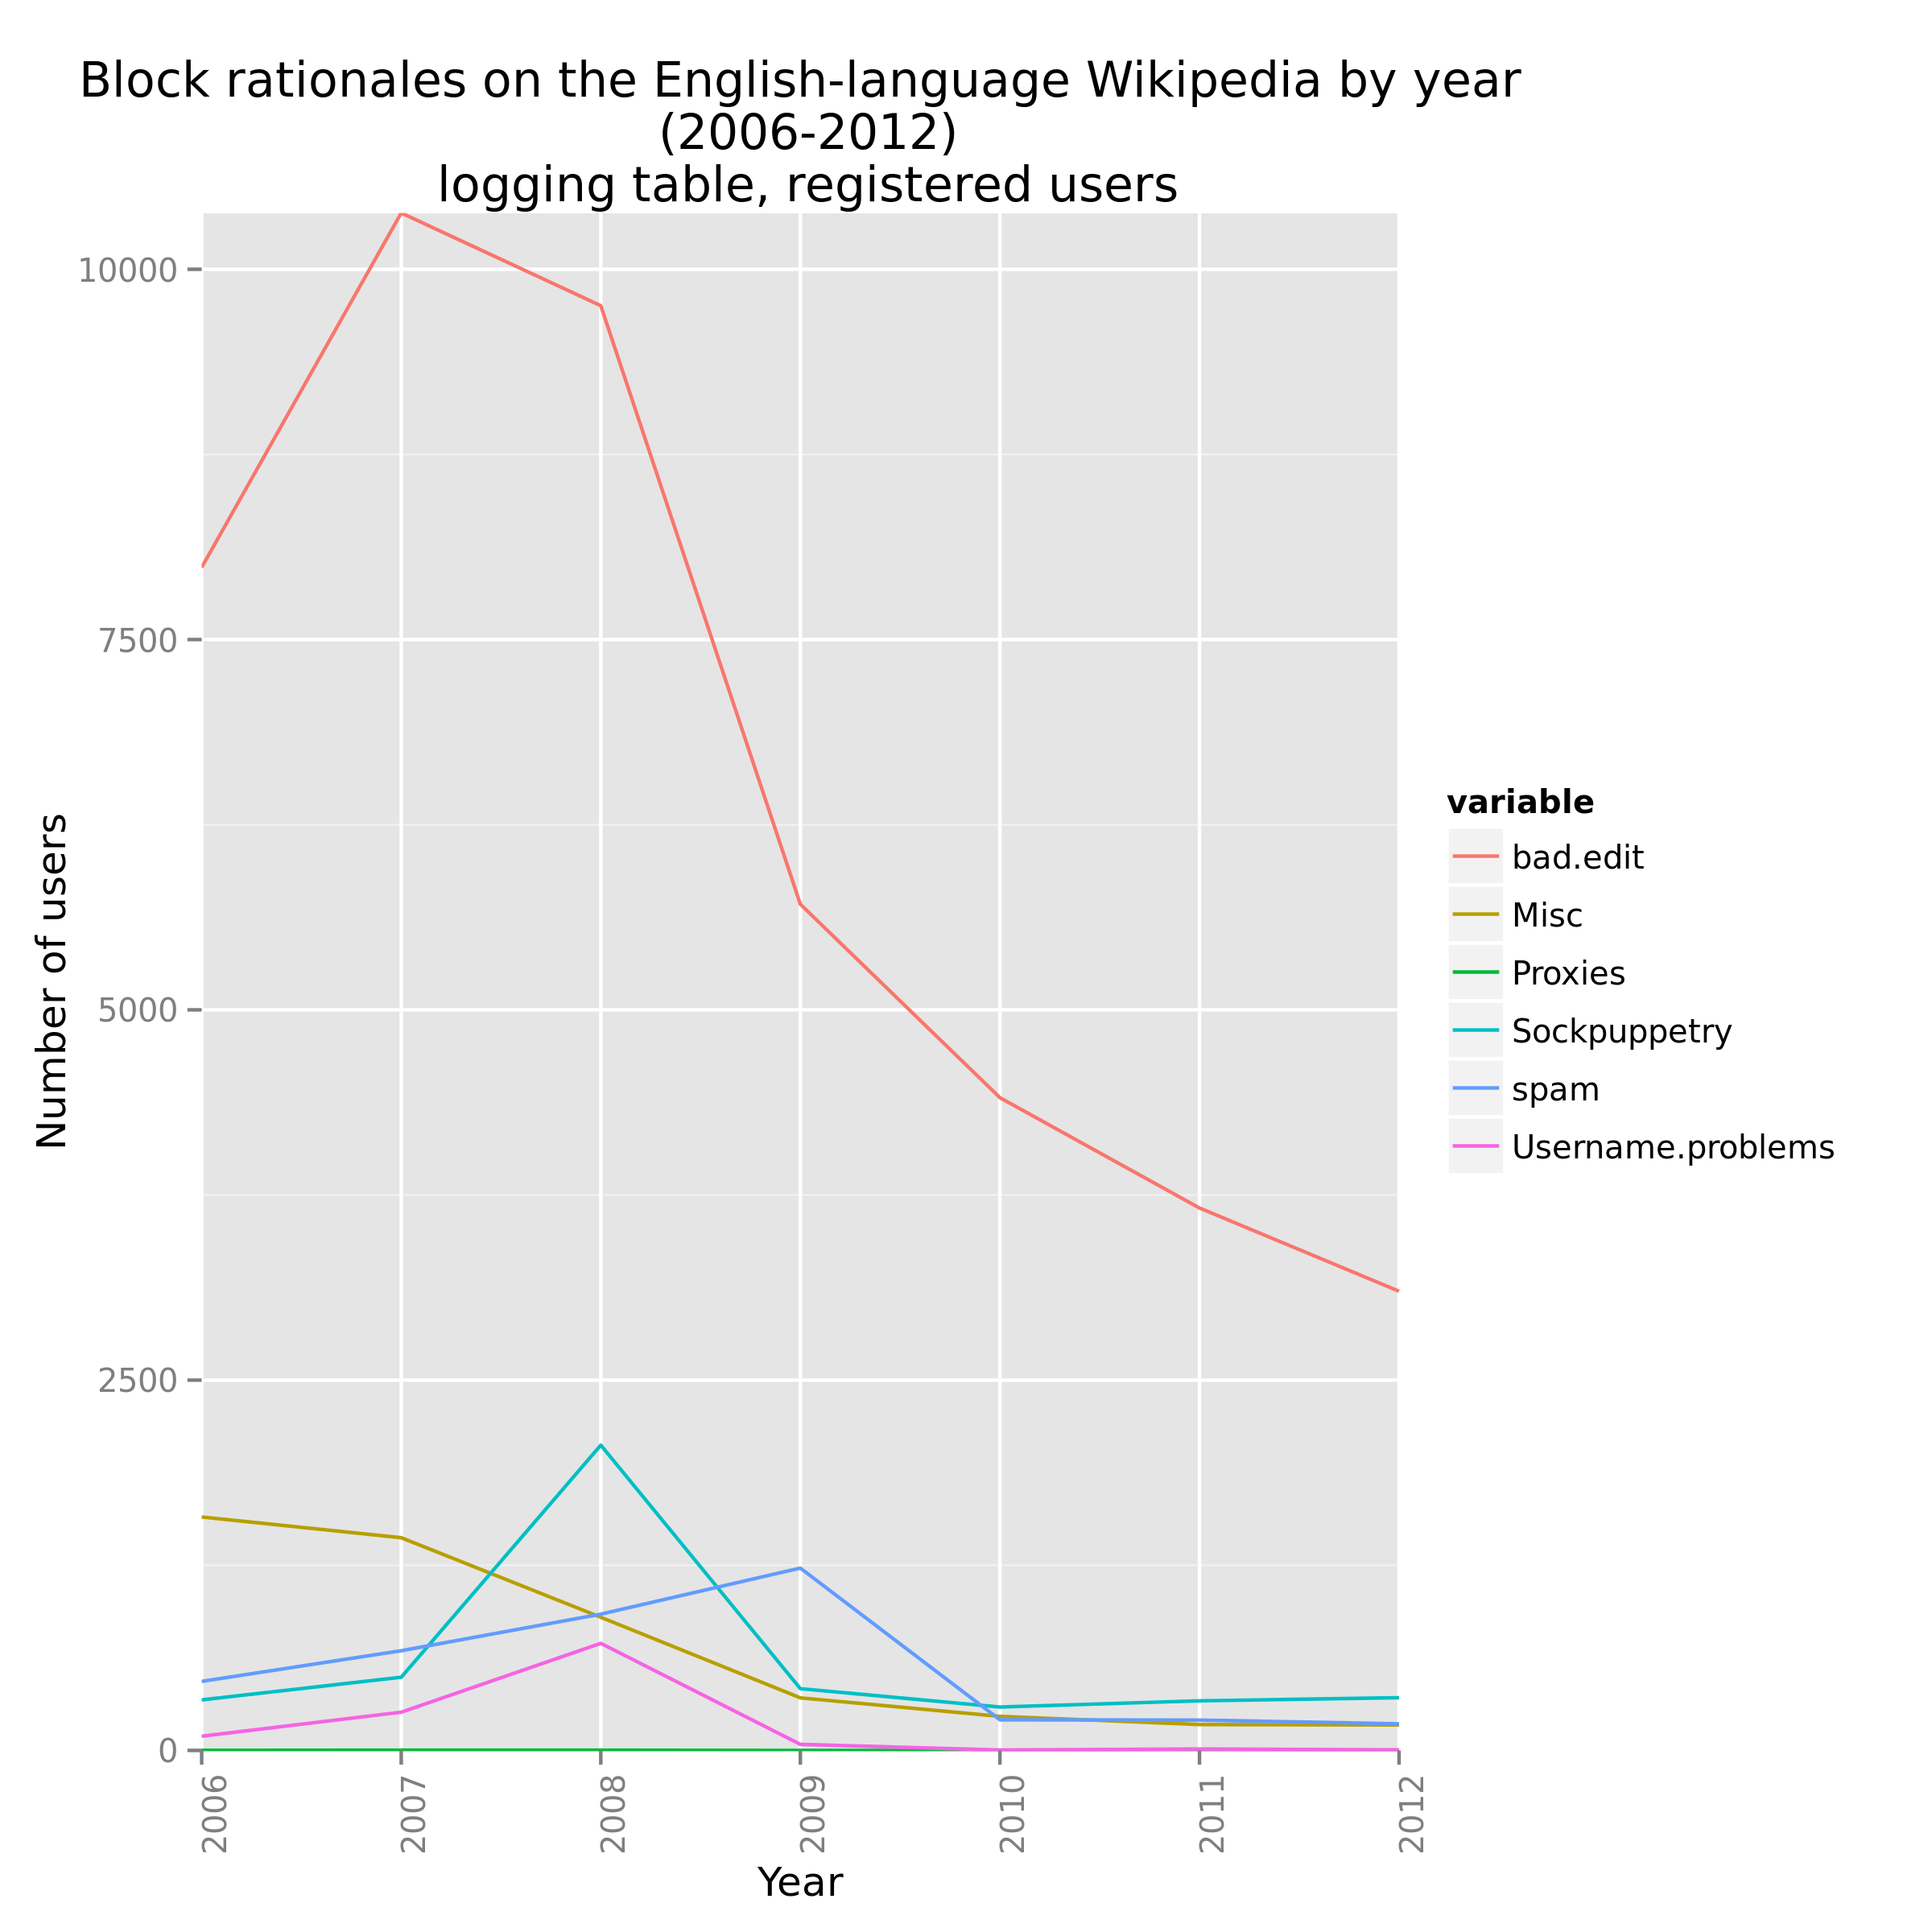 Block rationales on the English-language Wikipedia by year
(2006-2012)
logging table, registered users
10000
7500
5000
2500
0
Number of users
2006
2007
2008
2009
2010
2011
2012
Year
variable
bad.edit
Misc
Proxies
Sockpuppetry
spam
Username.problems